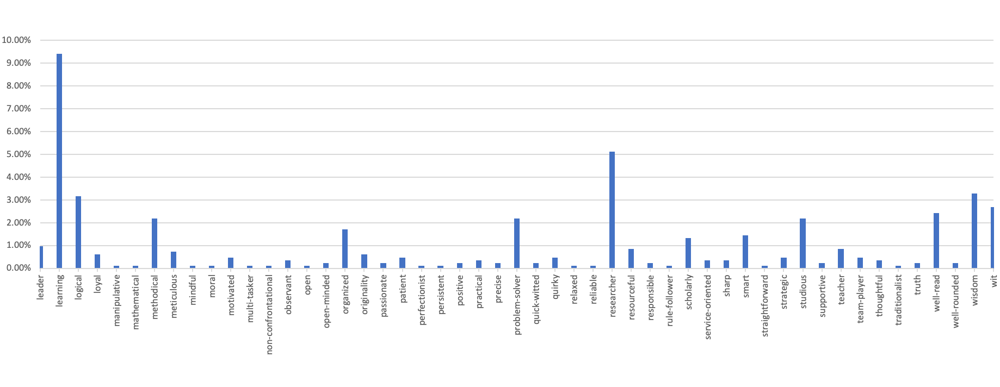 10.00%
9.00%
8.00%
7.00%
6.00%
5.00%
4.00%
3.00%
2.00%
1.00%
0.00%
leader
learning
logical
loyal
manipulative
mathematical
methodical
meticulous
mindful
moral
motivated
multi-tasker
non-confrontational
observant
open
open-minded
organized
originality
passionate
patient
perfectionist
persistent
positive
practical
precise
problem-solver
quick-witted
quirky
relaxed
reliable
researcher
resourceful
responsible
rule-follower
scholarly
service-oriented
sharp
smart
straightforward
strategic
studious
supportive
teacher
team-player
thoughtful
traditionalist
truth
well-read
well-rounded
wisdom
wit